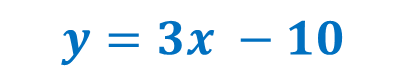 y = 3x − 10